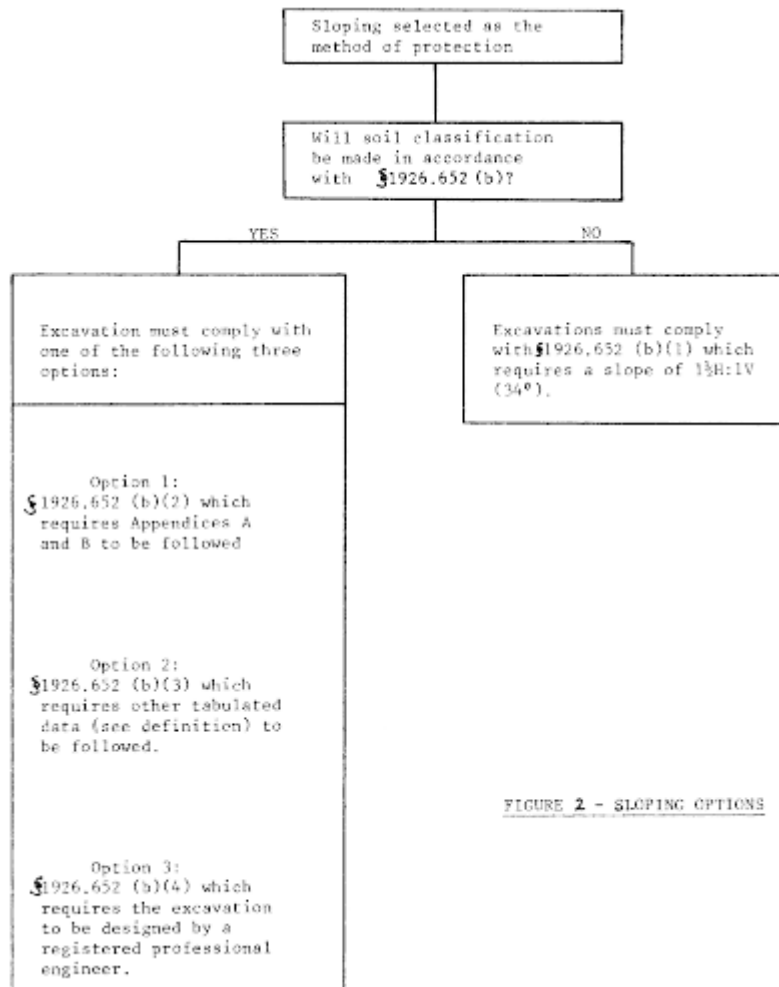 Sloping selected as the
method of protection
Will soil classification
be made in accordance
with §1926.652 (b)?
YES
NO
Excavation must comply with
one of the following three
options:
Excavations must comply
with §1926.652 (b)(1) which
requires a slope of 1½H:1V
(34°).
Option 1:
§1926.652 (b)(2) which
requires Appendices A
and B to be followed
Option 2:
§1926.652 (b)(3) which
requires other tabulated
data (see definition) to
be followed.
Option 3:
§1926.652 (b)(4) which
requires the excavation
to be designed by a
registered professional
engineer.
FIGURE 2 - SLOPING OPTIONS